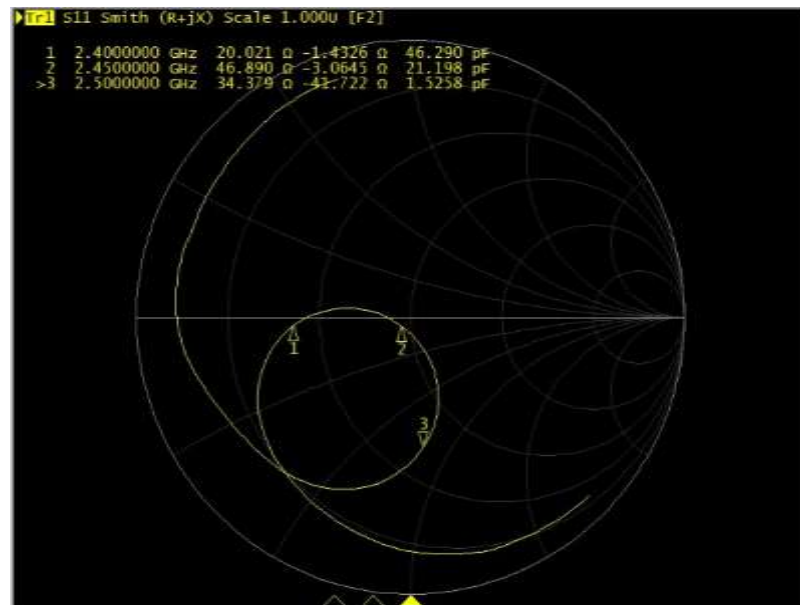 Tr1 S11 Smith (R+jX) Scale 1.000U [F2]
1 2.4000000 GHz 20.021 Ω -1.4326 Ω 46.290 pF
2 2.4500000 GHz 46.890 Ω -3.0645 Ω 21.198 pF
>3 2.5000000 GHz 34.379 Ω -41.722 Ω 1.5258 pF
1
2
3